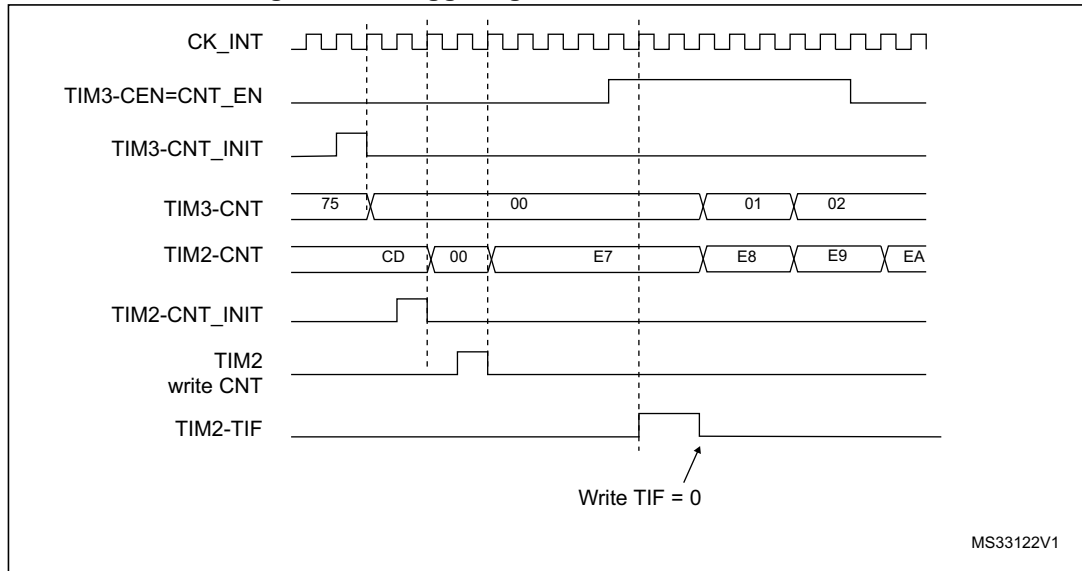 CK_INT
TIM3-CEN=CNT_EN
TIM3-CNT_INIT
TIM3-CNT 75 00 01 02
TIM2-CNT CD 00 E7 E8 E9 EA
TIM2-CNT_INIT
TIM2
write CNT
TIM2-TIF
Write TIF = 0
MS33122V1